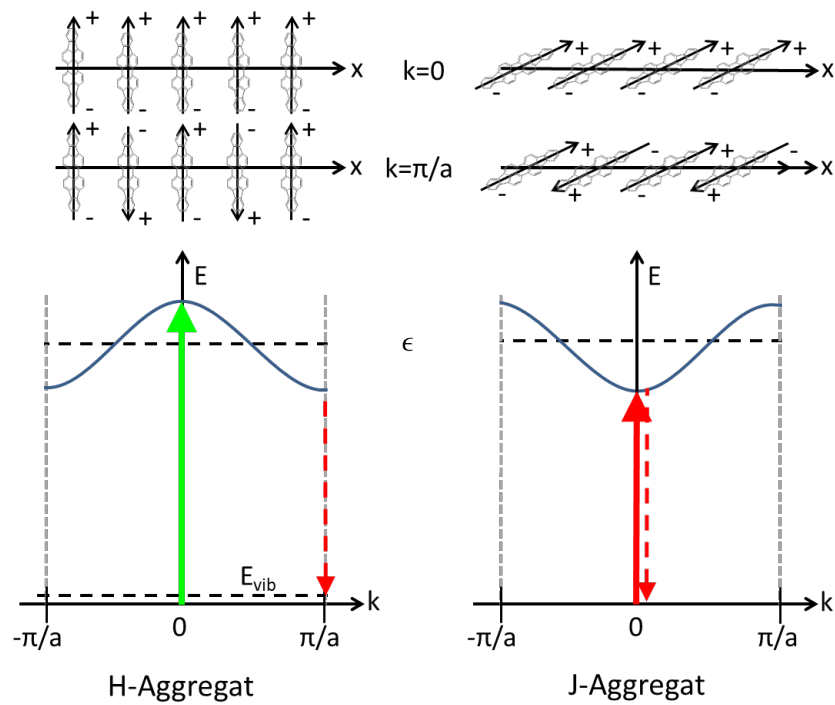 + + + + +
x
- - - - -
k=0
+ + + +
x
- - - -
+ - + - +
x
- + - + -
k=π/a
+ - + -
x
- + - +
E
ϵ
E
E_vib
k
k
-π/a
0
π/a
-π/a
0
π/a
H-Aggregat
J-Aggregat